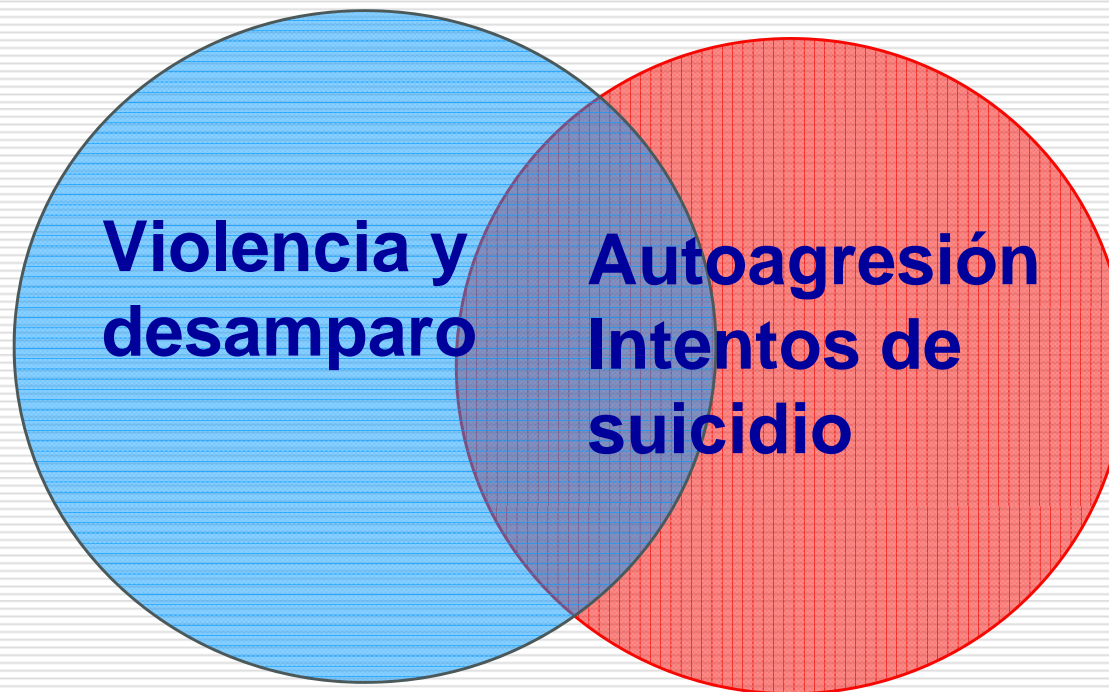 Violencia y
desamparo
Autoagresión
Intentos de
suicidio